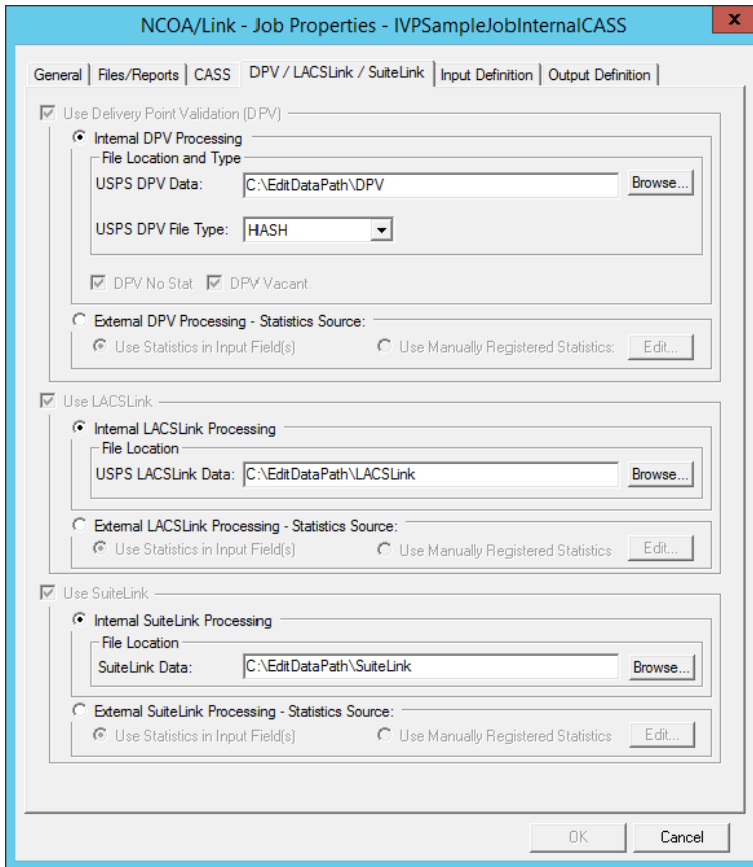 NCOA/Link - Job Properties - IVPSampleJobInternalCASS
x
General Files/Reports CASS DPV / LACSLink / SuiteLink Input Definition Output Definition
Use Delivery Point Validation (DPV)
Internal DPV Processing
File Location and Type
USPS DPV Data: C:\EditDataPath\DPV Browse...
USPS DPV File Type: HASH
DPV No Stat DPV Vacant
External DPV Processing - Statistics Source:
Use Statistics in Input Field(s) Use Manually Registered Statistics: Edit...
Use LACSLink
Internal LACSLink Processing
File Location
USPS LACSLink Data: C:\EditDataPath\LACSLink Browse...
External LACSLink Processing - Statistics Source:
Use Statistics in Input Field(s) Use Manually Registered Statistics Edit...
Use SuiteLink
Internal SuiteLink Processing
File Location
SuiteLink Data: C:\EditDataPath\SuiteLink Browse...
External SuiteLink Processing - Statistics Source:
Use Statistics in Input Field(s) Use Manually Registered Statistics Edit...
OK Cancel